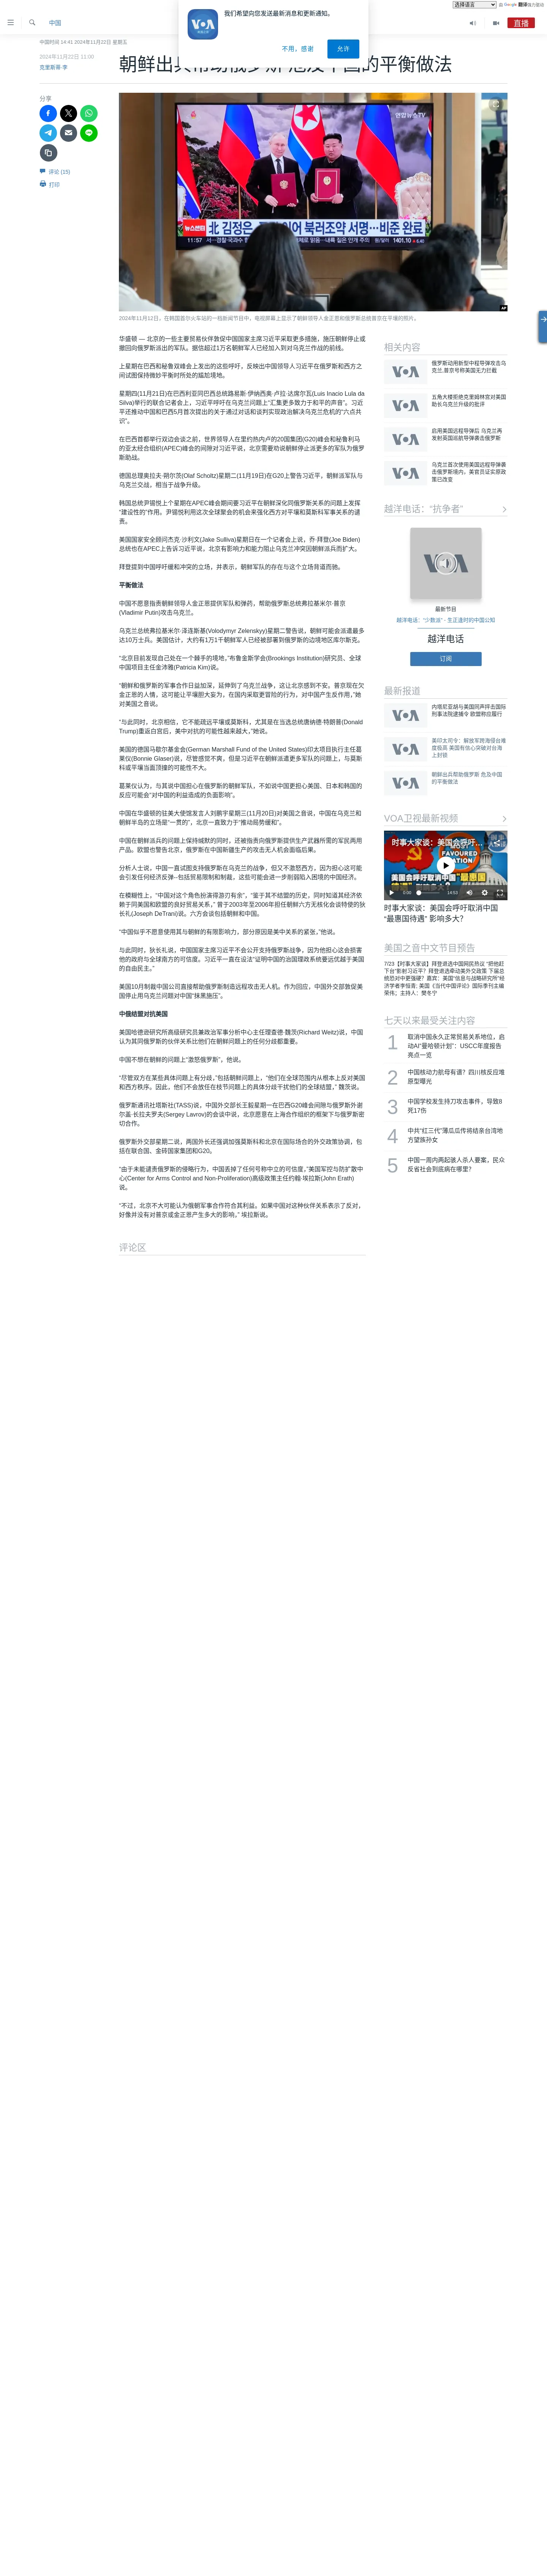 选择语言
由 Google 翻译强力驱动
我们希望向您发送最新消息和更新通知。
不用，感谢
允许
中国
直播
中国时间 14:41 2024年11月22日 星期五
2024年11月22日 11:00
克里斯蒂·李
平衡做法
分享
评论 (15)
打印
연합뉴스TV
뉴스센터
11:57
1401.10
AP
2024年11月12日，在韩国首尔火车站的一档新闻节目中，电视屏幕上显示了朝鲜领导人金正恩和俄罗斯总统普京在平壤的照片。
华盛顿 — 北京的一些主要贸易伙伴敦促中国国家主席习近平采取更多措施，施压朝鲜停止或
撤回向俄罗斯派出的军队。据信超过1万名朝鲜军人已经加入到对乌克兰作战的前线。
上星期在巴西和秘鲁双峰会上发出的这些呼吁，反映出中国领导人习近平在俄罗斯和西方之
间试图保持微妙平衡时所处的尴尬境地。
星期四(11月21日)在巴西利亚同巴西总统路易斯·伊纳西奥·卢拉·达席尔瓦(Luis Inacio Lula da
Silva)举行的联合记者会上，习近平呼吁在乌克兰问题上“汇集更多致力于和平的声音”。习近
平还推动中国和巴西5月首次提出的关于通过对话和谈判实现政治解决乌克兰危机的“六点共
识”。
在巴西首都举行双边会谈之前，世界领导人在里约热内卢的20国集团(G20)峰会和秘鲁利马
的亚太经合组织(APEC)峰会的间隙对习近平说，北京需要劝说朝鲜停止派更多的军队为俄罗
斯助战。
德国总理奥拉夫·朔尔茨(Olaf Scholtz)星期二(11月19日)在G20上警告习近平，朝鲜派军队与
乌克兰交战，相当于战争升级。
韩国总统尹锡悦上个星期在APEC峰会期间要习近平在朝鲜深化同俄罗斯关系的问题上发挥
“建设性的”作用。尹锡悦利用这次全球聚会的机会来强化西方对平壤和莫斯科军事关系的谴
责。
美国国家安全顾问杰克·沙利文(Jake Sulliva)星期日在一个记者会上说，乔·拜登(Joe Biden)
总统也在APEC上告诉习近平说，北京有影响力和能力阻止乌克兰冲突因朝鲜派兵而扩大。
拜登提到中国呼吁缓和冲突的立场，并表示，朝鲜军队的存在与这个立场背道而驰。
平衡做法
中国不愿意指责朝鲜领导人金正恩提供军队和弹药，帮助俄罗斯总统弗拉基米尔·普京
(Vladimir Putin)攻击乌克兰。
乌克兰总统弗拉基米尔·泽连斯基(Volodymyr Zelenskyy)星期二警告说，朝鲜可能会派遣最多
达10万士兵。美国估计，大约有1万1千朝鲜军人已经被部署到俄罗斯的边境地区库尔斯克。
“北京目前发现自己处在一个棘手的境地，”布鲁金斯学会(Brookings Institution)研究员、全球
中国项目主任金沛雅(Patricia Kim)说。
“朝鲜和俄罗斯的军事合作日益加深，延伸到了乌克兰战争，这让北京感到不安。普京现在欠
金正恩的人情，这可能让平壤胆大妄为，在国内采取更冒险的行为，对中国产生反作用，”她
对美国之音说。
“与此同时，北京相信，它不能疏远平壤或莫斯科，尤其是在当选总统唐纳德·特朗普(Donald
Trump)重返白宫后，美中对抗的可能性越来越大，”她说。
美国的德国马歇尔基金会(German Marshall Fund of the United States)印太项目执行主任葛
莱仪(Bonnie Glaser)说，尽管感觉不爽，但是习近平在朝鲜派遣更多军队的问题上，与莫斯
科或平壤当面顶撞的可能性不大。
葛莱仪认为，与其说中国担心在俄罗斯的朝鲜军队，不如说中国更担心美国、日本和韩国的
反应可能会“对中国的利益造成的负面影响”。
中国在华盛顿的驻美大使馆发言人刘鹏宇星期三(11月20日)对美国之音说，中国在乌克兰和
朝鲜半岛的立场是“一贯的”，北京一直致力于“推动局势缓和”。
中国在朝鲜派兵的问题上保持缄默的同时，还被指责向俄罗斯提供生产武器所需的军民两用
产品。欧盟也警告北京，俄罗斯在中国新疆生产的攻击无人机会面临后果。
分析人士说，中国一直试图支持俄罗斯在乌克兰的战争，但又不激怒西方，因为担心这可能
会引发任何经济反弹--包括贸易限制和制裁，这些可能会进一步削弱陷入困境的中国经济。
在模糊性上，“中国对这个角色扮演得游刃有余”，“鉴于其不结盟的历史，同时知道其经济依
赖于同美国和欧盟的良好贸易关系，” 曾于2003年至2006年担任朝鲜六方无核化会谈特使的狄
长礼(Joseph DeTrani)说。六方会谈包括朝鲜和中国。
“中国似乎不愿意使用其与朝鲜的有限影响力，部分原因是美中关系的紧张，”他说。
与此同时，狄长礼说，中国国家主席习近平不会公开支持俄罗斯战争，因为他担心这会损害
他的政府与全球南方的可信度。习近平一直在设法“证明中国的治国理政系统要远优越于美国
的自由民主。”
美国10月制裁中国公司直接帮助俄罗斯制造远程攻击无人机。作为回应，中国外交部敦促美
国停止用乌克兰问题对中国“抹黑施压”。
中俄结盟对抗美国
美国哈德逊研究所高级研究员兼政治军事分析中心主任理查德·魏茨(Richard Weitz)说，中国
认为其同俄罗斯的伙伴关系比他们在朝鲜问题上的任何分歧都重要。
中国不想在朝鲜的问题上“激怒俄罗斯”，他说。
“尽管双方在某些具体问题上有分歧，”包括朝鲜问题上，“他们在全球范围内从根本上反对美国
和西方秩序。因此，他们不会放任在枝节问题上的具体分歧干扰他们的全球结盟，” 魏茨说。
俄罗斯通讯社塔斯社(TASS)说，中国外交部长王毅星期一在巴西G20峰会间隙与俄罗斯外谢
尔盖·长拉夫罗夫(Sergey Lavrov)的会谈中说，北京愿意在上海合作组织的框架下与俄罗斯密
切合作。
俄罗斯外交部星期二说，两国外长还强调加强莫斯科和北京在国际场合的外交政策协调，包
括在联合国、金砖国家集团和G20。
“由于未能谴责俄罗斯的侵略行为，中国丢掉了任何号称中立的可信度，”美国军控与防扩散中
心(Center for Arms Control and Non-Proliferation)高级政策主任约翰·埃拉斯(John Erath)
说。
“不过，北京不大可能认为俄朝军事合作符合其利益。如果中国对这种伙伴关系表示了反对，
好像并没有对普京或金正恩产生多大的影响，” 埃拉斯说。
评论区
相关内容
俄罗斯动用新型中程导弹攻击乌
克兰,普京号称美国无力拦截
五角大楼拒绝克里姆林宫对美国
助长乌克兰升级的批评
启用美国远程导弹后 乌克兰再
发射英国巡航导弹袭击俄罗斯
乌克兰首次使用美国远程导弹袭
击俄罗斯境内，美官员证实原政
策已改变
越洋电话：“抗争者”
最新节目
越洋电话：“少数派” - 生正逢时的中国公知
越洋电话
订阅
最新报道
内塔尼亚胡与美国同声抨击国际
刑事法院逮捕令 欧盟称应履行
美印太司令：解放军跨海侵台难
度极高 美国有信心突破对台海
上封锁
朝鲜出兵帮助俄罗斯 危及中国
的平衡做法
VOA卫视最新视频
时事大家谈：美国会呼吁...
0:00
14:53
时事大家谈：美国会呼吁取消中国
“最惠国待遇” 影响多大?
美国之音中文节目预告
7/23【时事大家谈】拜登退选中国网民热议 “把他赶
下台”影射习近平？拜登退选牵动美外交政策 下届总
统恐对中更强硬？嘉宾：美国“信息与战略研究所”经
济学者李恒青; 美国《当代中国评论》国际季刊主编
荣伟；主持人：樊冬宁
七天以来最受关注内容
1
取消中国永久正常贸易关系地位，启
动AI“曼哈顿计划”：USCC年度报告
亮点一览
2
中国核动力航母有谱？四川核反应堆
原型曝光
3
中国学校发生持刀攻击事件，导致8
死17伤
4
中共“红三代”薄瓜瓜传将结亲台湾地
方望族孙女
5
中国一周内两起骇人杀人要案，民众
反省社会到底病在哪里?